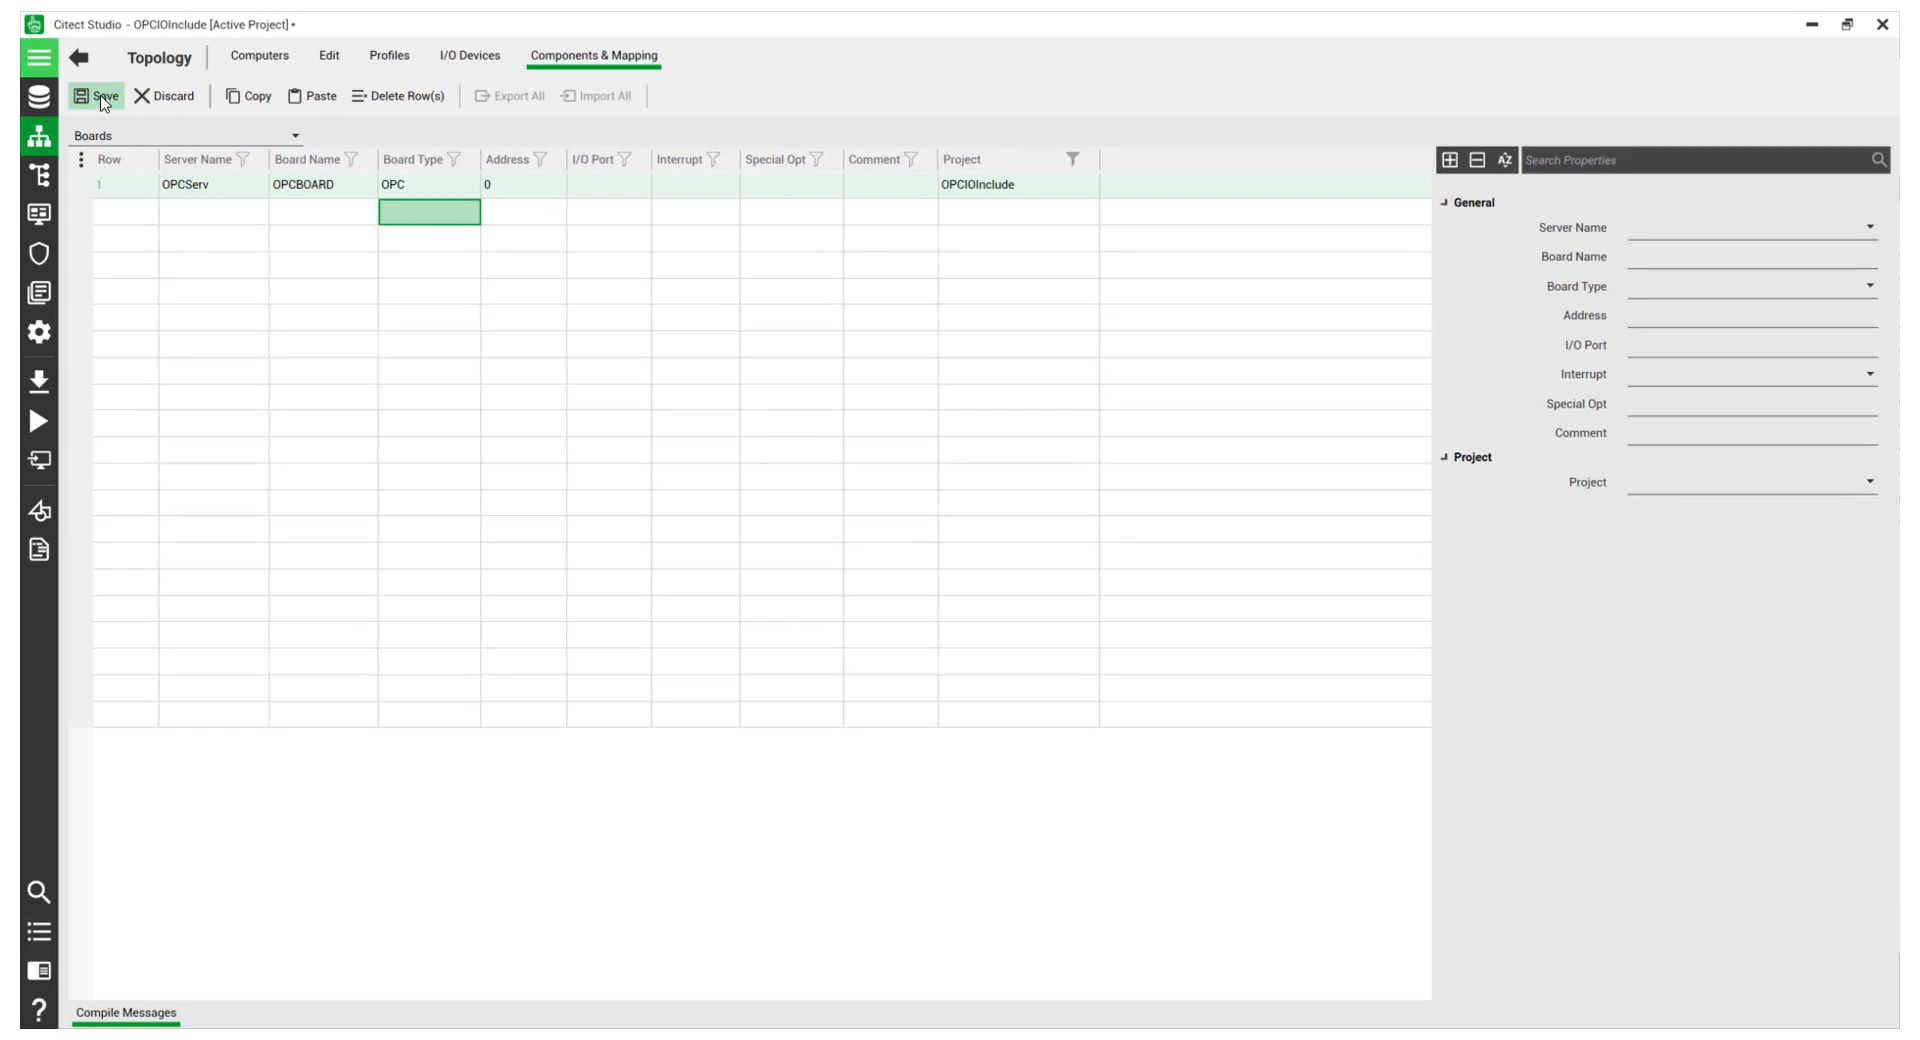 Citect Studio - OPCIOInclude [Active Project] *
Topology Computers Edit Profiles I/O Devices Components & Mapping
Save Discard Copy Paste Delete Row(s) Export All Import All
Boards
Row Server Name Board Name Board Type Address I/O Port Interrupt Special Opt Comment Project
1 OPCServ OPCBOARD OPC 0 OPCIOInclude
AZ Search Properties
General
Server Name
Board Name
Board Type
Address
I/O Port
Interrupt
Special Opt
Comment
Project
Project
Compile Messages